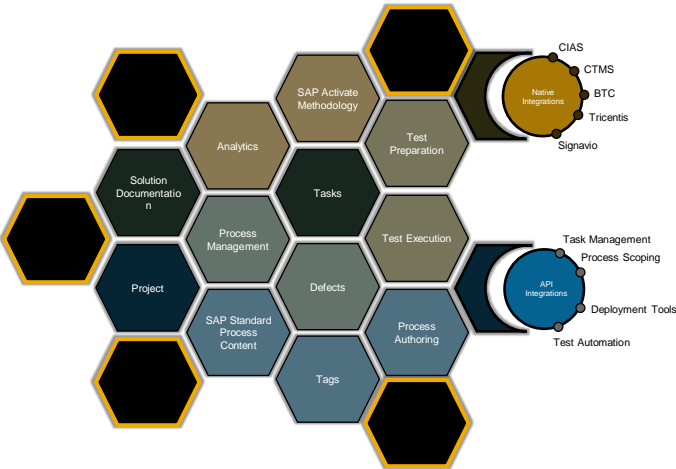 CIAS
CTMS
BTC
Tricentis
Signavio
Native
Integrations
SAP Activate
Methodology
Test
Preparation
Analytics
Solution
Documentatio
n
Tasks
Process
Management
Test Execution
Task Management
Process Scoping
API
Integrations
Deployment Tools
Test Automation
Project
Defects
SAP Standard
Process
Content
Process
Authoring
Tags